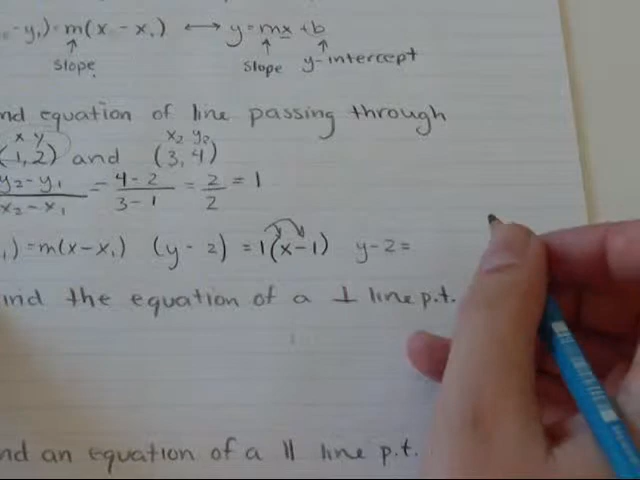 -y₁) = m(x - x₁) ⟷ y = mx + b
↑ ↑ ↑
slope slope y-intercept
nd equation of line passing through
x y x₂ y₂
(1,2) and (3,4)
y₂-y₁/x₂-x₁ = 4-2/3-1 = 2/2 = 1
₁) = m(x-x₁) (y - 2) = 1(x-1) y-2=
ind the equation of a ⊥ line p.t.
nd an equation of a || line p.t.